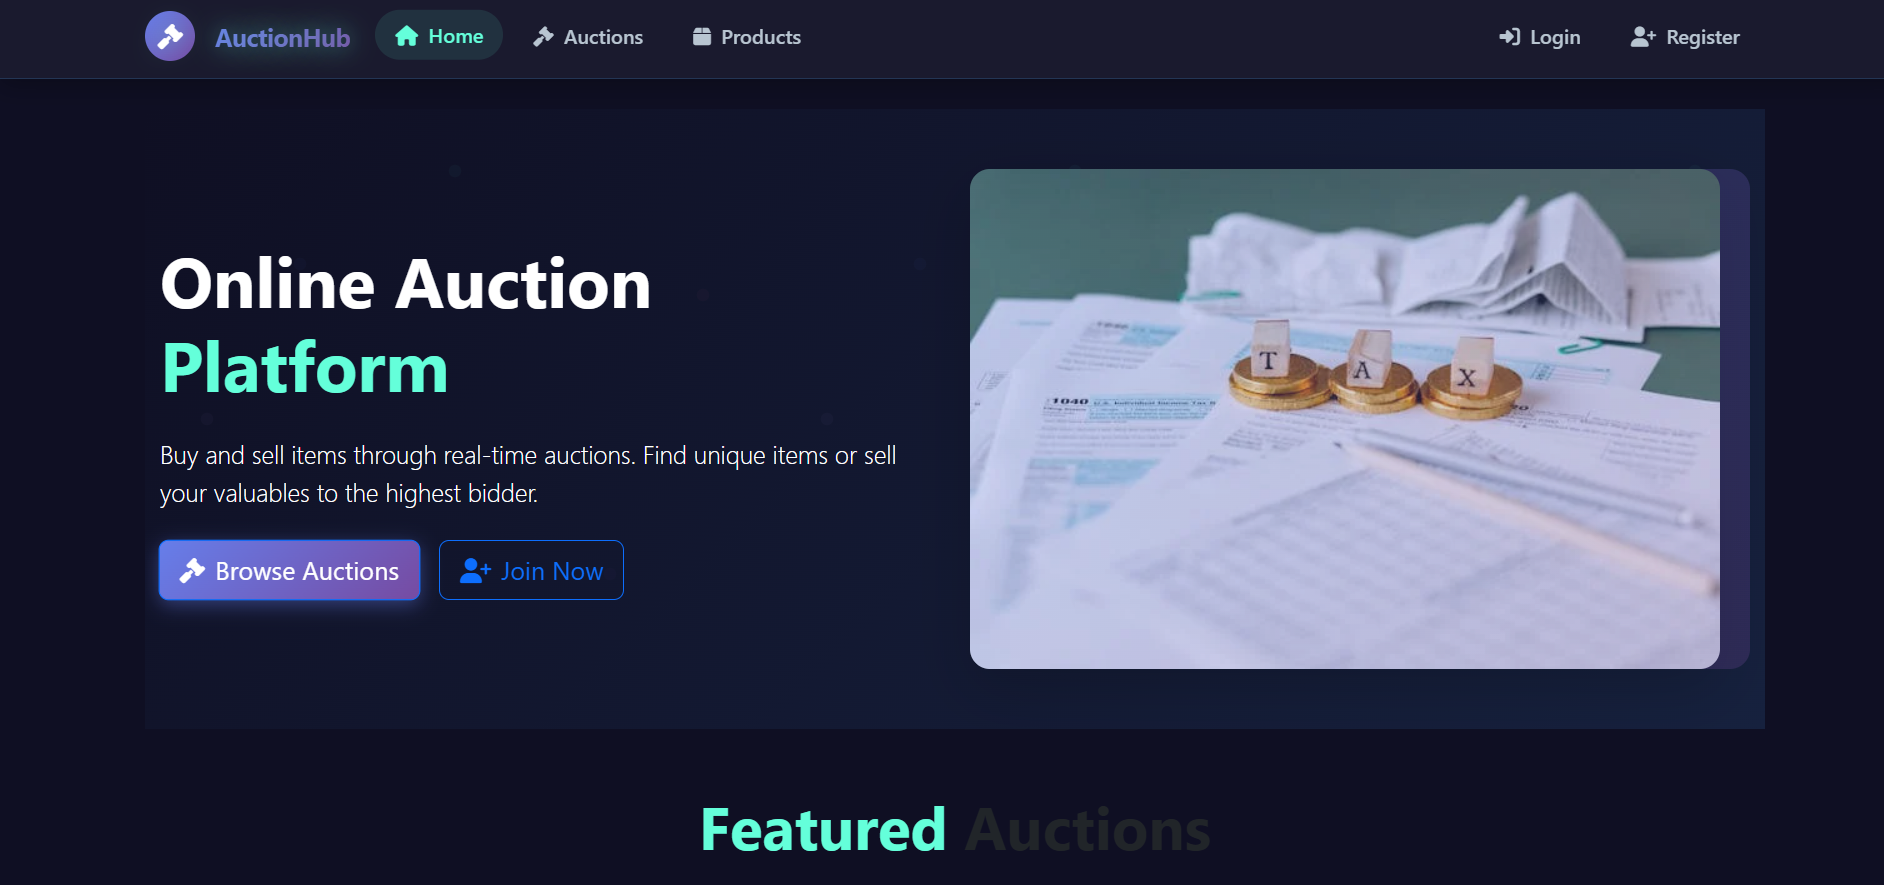 AuctionHub
Home
Auctions
Products
Login
Register
Online Auction
Platform
Buy and sell items through real-time auctions. Find unique items or sell
your valuables to the highest bidder.
Browse Auctions
Join Now
T A X
1040
Featured Auctions